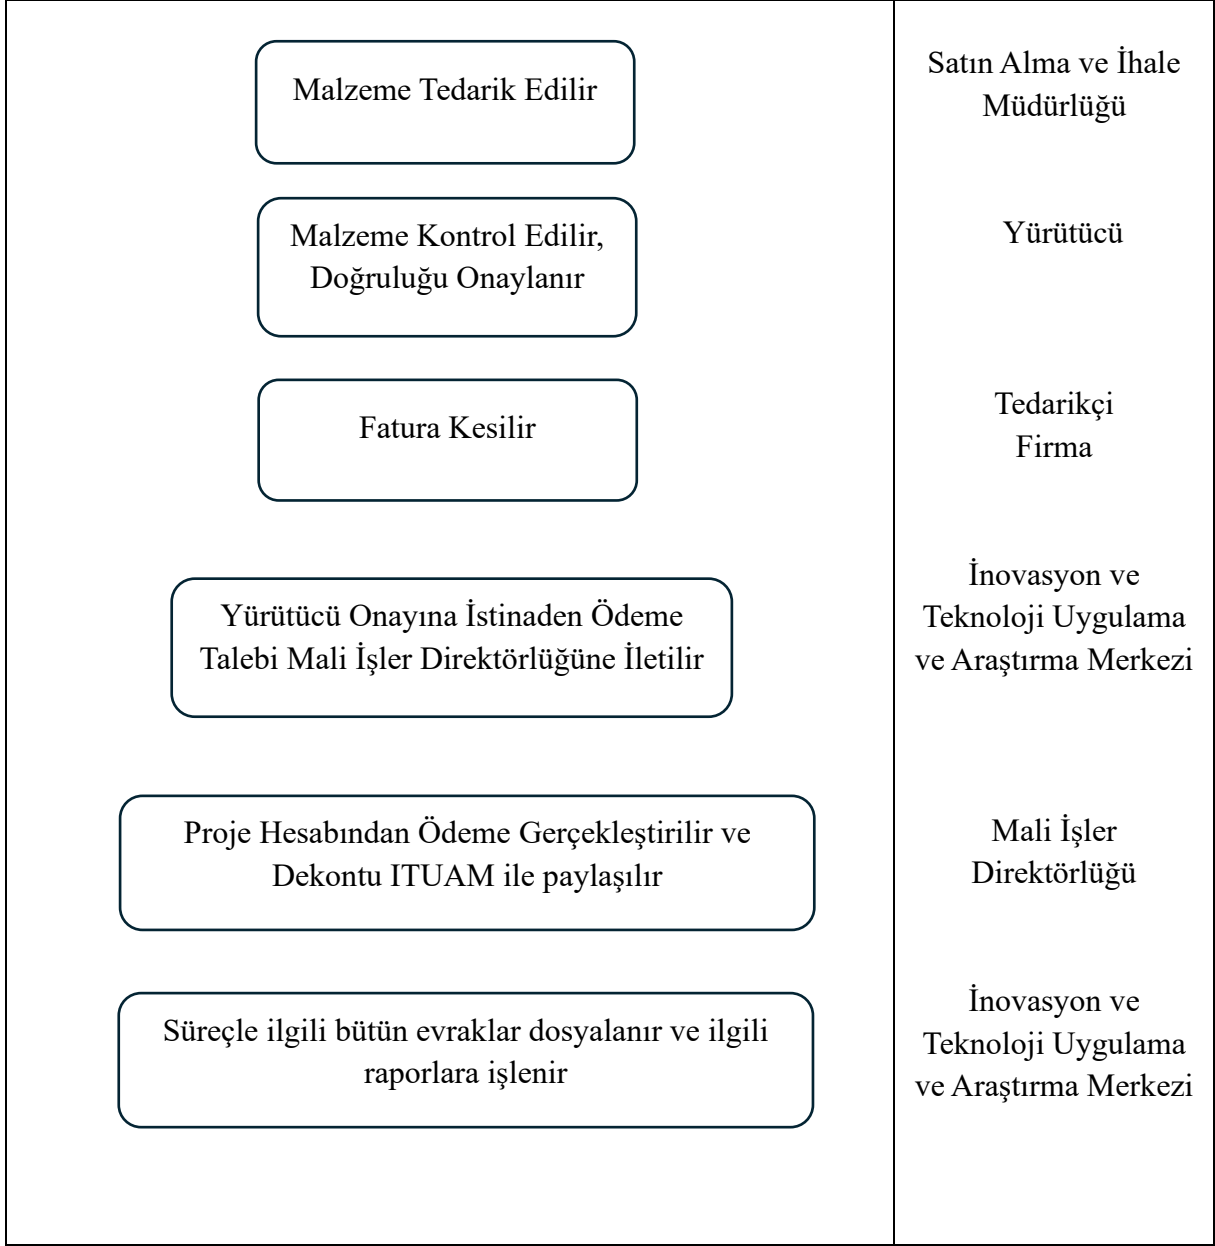 Malzeme Tedarik Edilir
Satın Alma ve İhale
Müdürlüğü
Malzeme Kontrol Edilir,
Doğruluğu Onaylanır
Yürütücü
Fatura Kesilir
Tedarikçi
Firma
Yürütücü Onayına İstinaden Ödeme
Talebi Mali İşler Direktörlüğüne İletilir
İnovasyon ve
Teknoloji Uygulama
ve Araştırma Merkezi
Proje Hesabından Ödeme Gerçekleştirilir ve
Dekontu ITUAM ile paylaşılır
Mali İşler
Direktörlüğü
Süreçle ilgili bütün evraklar dosyalanır ve ilgili
raporlara işlenir
İnovasyon ve
Teknoloji Uygulama
ve Araştırma Merkezi